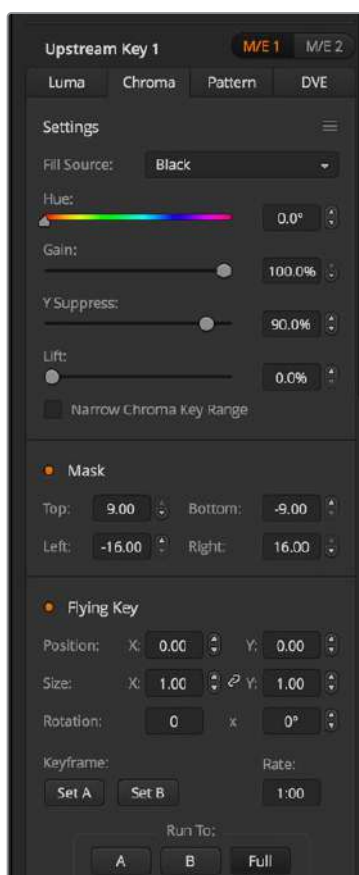 Upstream Key 1 M/E 1 M/E 2
Luma Chroma Pattern DVE
Settings
Fill Source: Black
Hue:
0.0°
Gain:
100.0%
Y Suppress:
90.0%
Lift:
0.0%
Narrow Chroma Key Range
Mask
Top: 9.00 Bottom: -9.00
Left: -16.00 Right: 16.00
Flying Key
Position: X: 0.00 Y: 0.00
Size: X: 1.00 Y: 1.00
Rotation: 0 x 0°
Keyframe: Rate:
Set A Set B 1:00
Run To:
A B Full